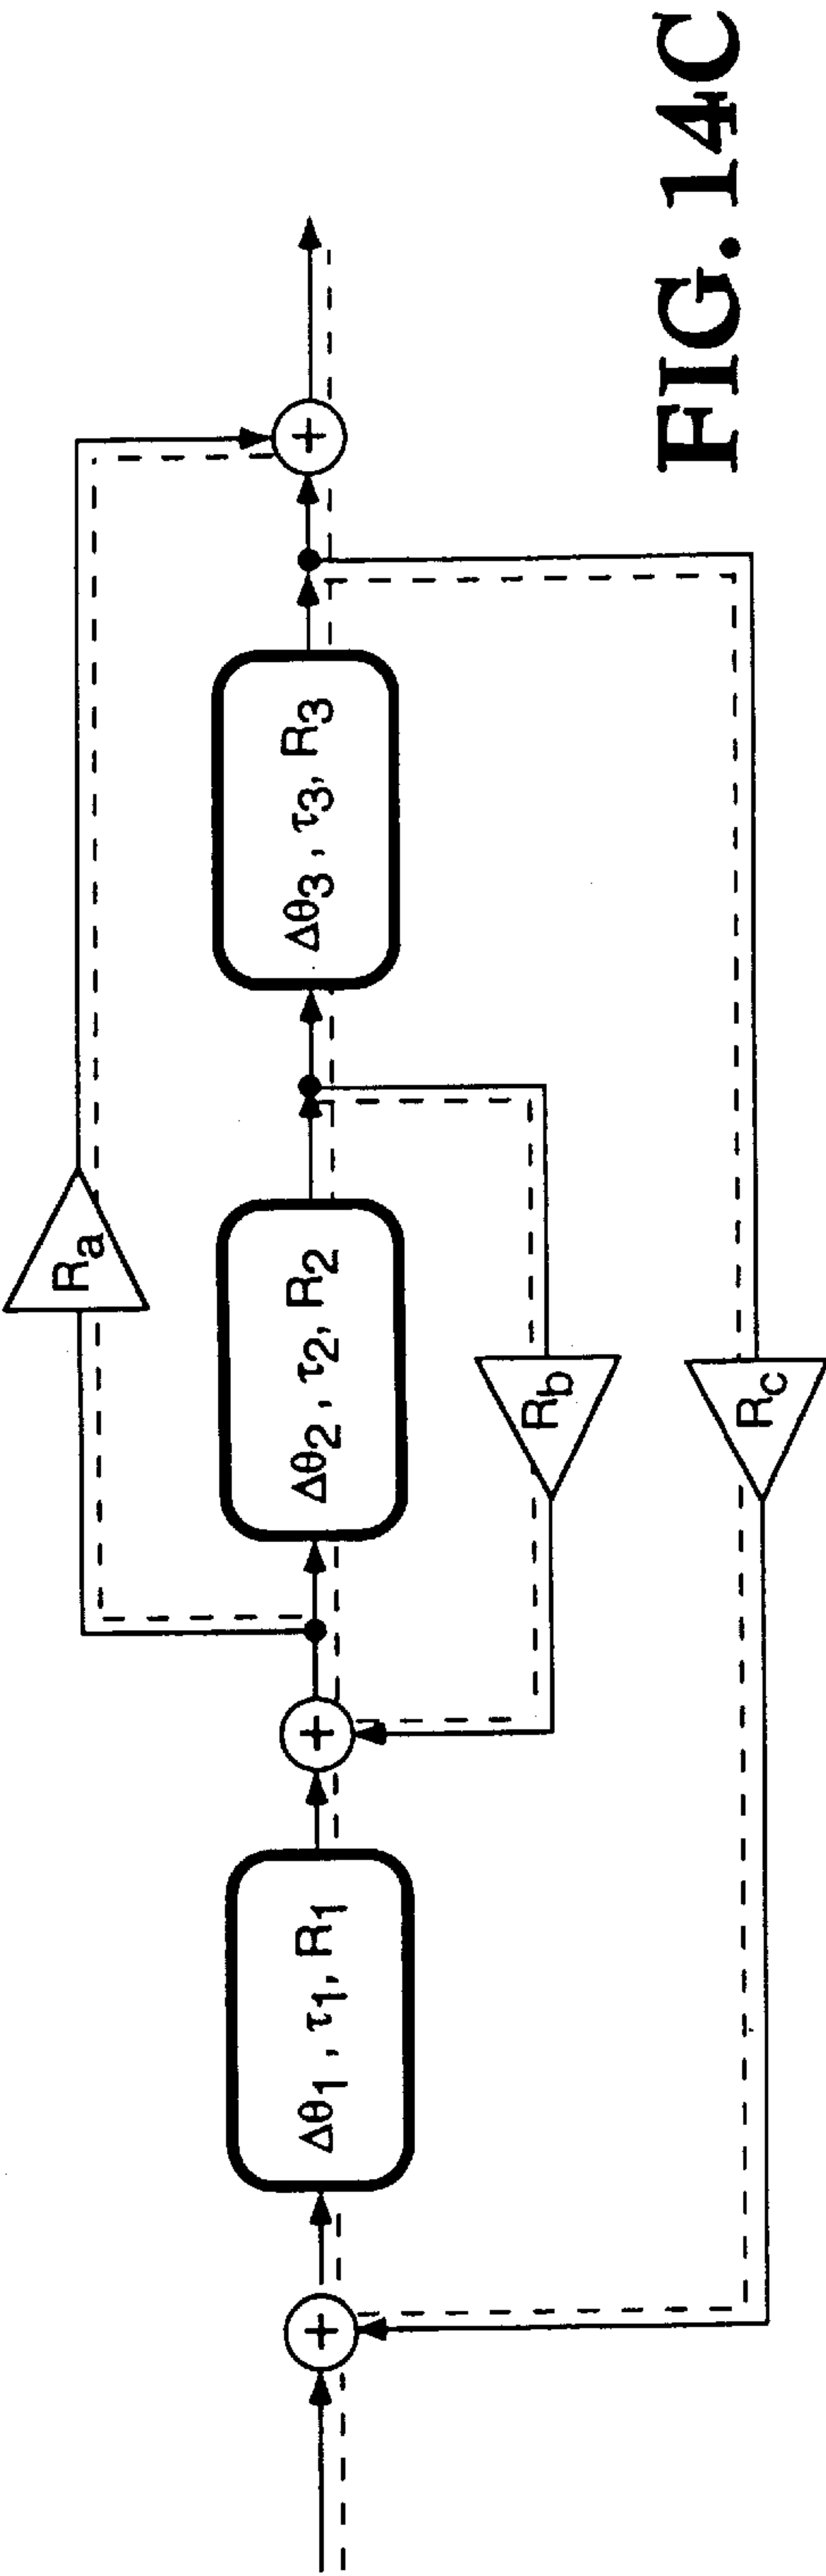 Ra
+
Δθ1, τ1, R1
+
Δθ2, τ2, R2
Δθ3, τ3, R3
+
Rb
Rc
FIG. 14C